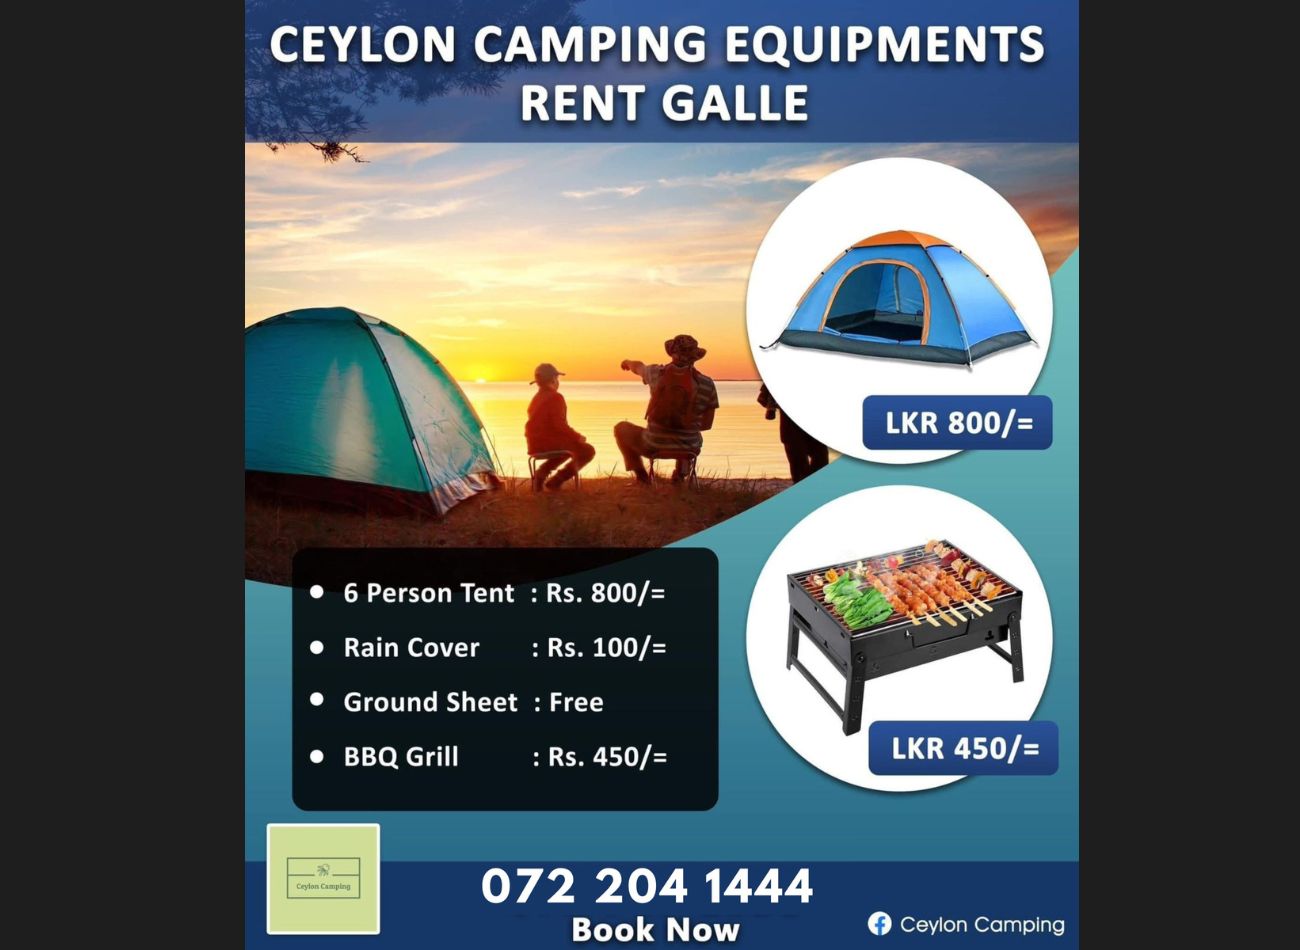 CEYLON CAMPING EQUIPMENTS
RENT GALLE
LKR 800/=
• 6 Person Tent : Rs. 800/=
• Rain Cover : Rs. 100/=
• Ground Sheet : Free
• BBQ Grill : Rs. 450/=
LKR 450/=
Ceylon Camping
072 204 1444
Book Now
Ceylon Camping